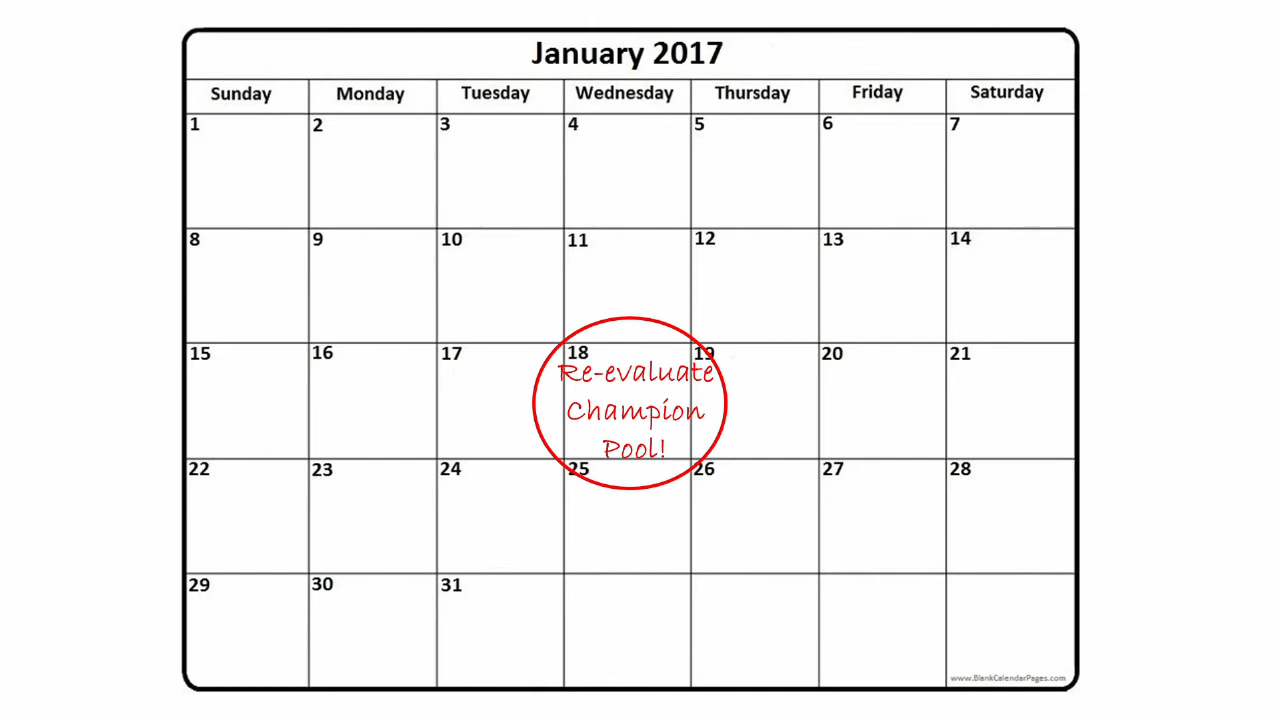 January 2017
Sunday Monday Tuesday Wednesday Thursday Friday Saturday
1 2 3 4 5 6 7
8 9 10 11 12 13 14
15 16 17 18 19 20 21
Re-evaluate
Champion
Pool!
22 23 24 25 26 27 28
29 30 31
www.BlankCalendarPages.com